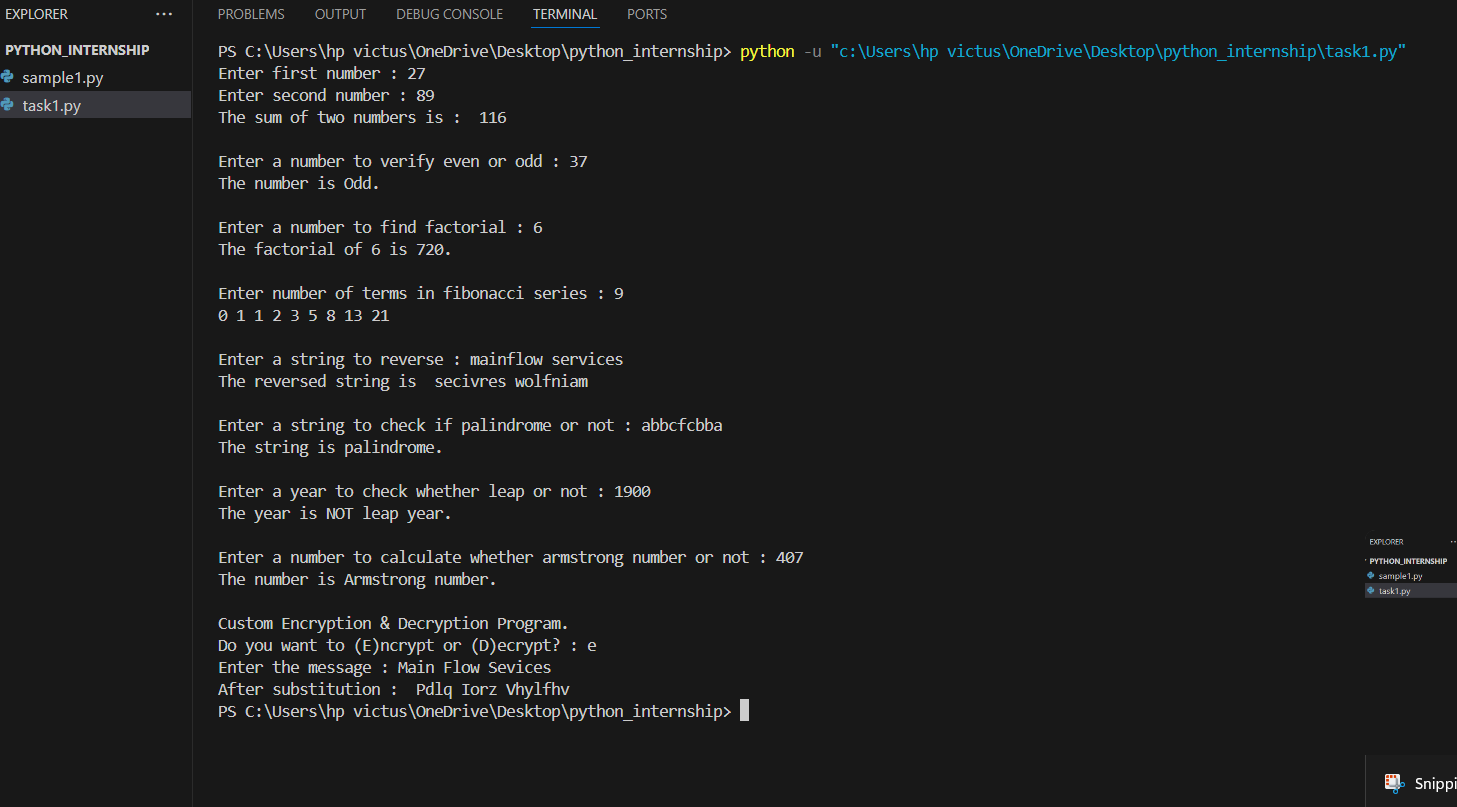 EXPLORER ...
PROBLEMS OUTPUT DEBUG CONSOLE TERMINAL PORTS
PYTHON_INTERNSHIP
sample1.py
task1.py
PS C:\Users\hp victus\OneDrive\Desktop\python_internship> python -u "c:\Users\hp victus\OneDrive\Desktop\python_internship\task1.py"
Enter first number : 27
Enter second number : 89
The sum of two numbers is :  116
Enter a number to verify even or odd : 37
The number is Odd.
Enter a number to find factorial : 6
The factorial of 6 is 720.
Enter number of terms in fibonacci series : 9
0 1 1 2 3 5 8 13 21
Enter a string to reverse : mainflow services
The reversed string is  secivres wolfniam
Enter a string to check if palindrome or not : abbcfcbba
The string is palindrome.
Enter a year to check whether leap or not : 1900
The year is NOT leap year.
Enter a number to calculate whether armstrong number or not : 407
The number is Armstrong number.
Custom Encryption & Decryption Program.
Do you want to (E)ncrypt or (D)ecrypt? : e
Enter the message : Main Flow Sevices
After substitution :  Pdlq Iorz Vhylfhv
PS C:\Users\hp victus\OneDrive\Desktop\python_internship>
EXPLORER
PYTHON_INTERNSHIP
sample1.py
task1.py
Snippi